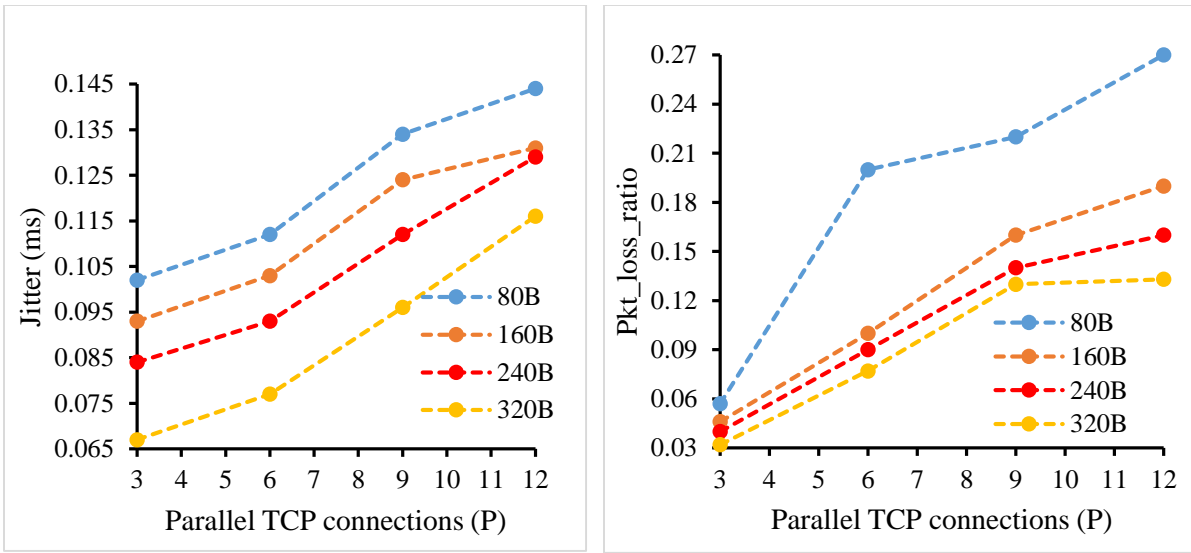 0.145
0.135
0.125
0.115
0.105
0.095
0.085
0.075
0.065
Jitter (ms)
3 4 5 6 7 8 9 10 11 12
Parallel TCP connections (P)
80B
160B
240B
320B
0.27
0.24
0.21
0.18
0.15
0.12
0.09
0.06
0.03
Pkt_loss_ratio
3 4 5 6 7 8 9 10 11 12
Parallel TCP connections (P)
80B
160B
240B
320B